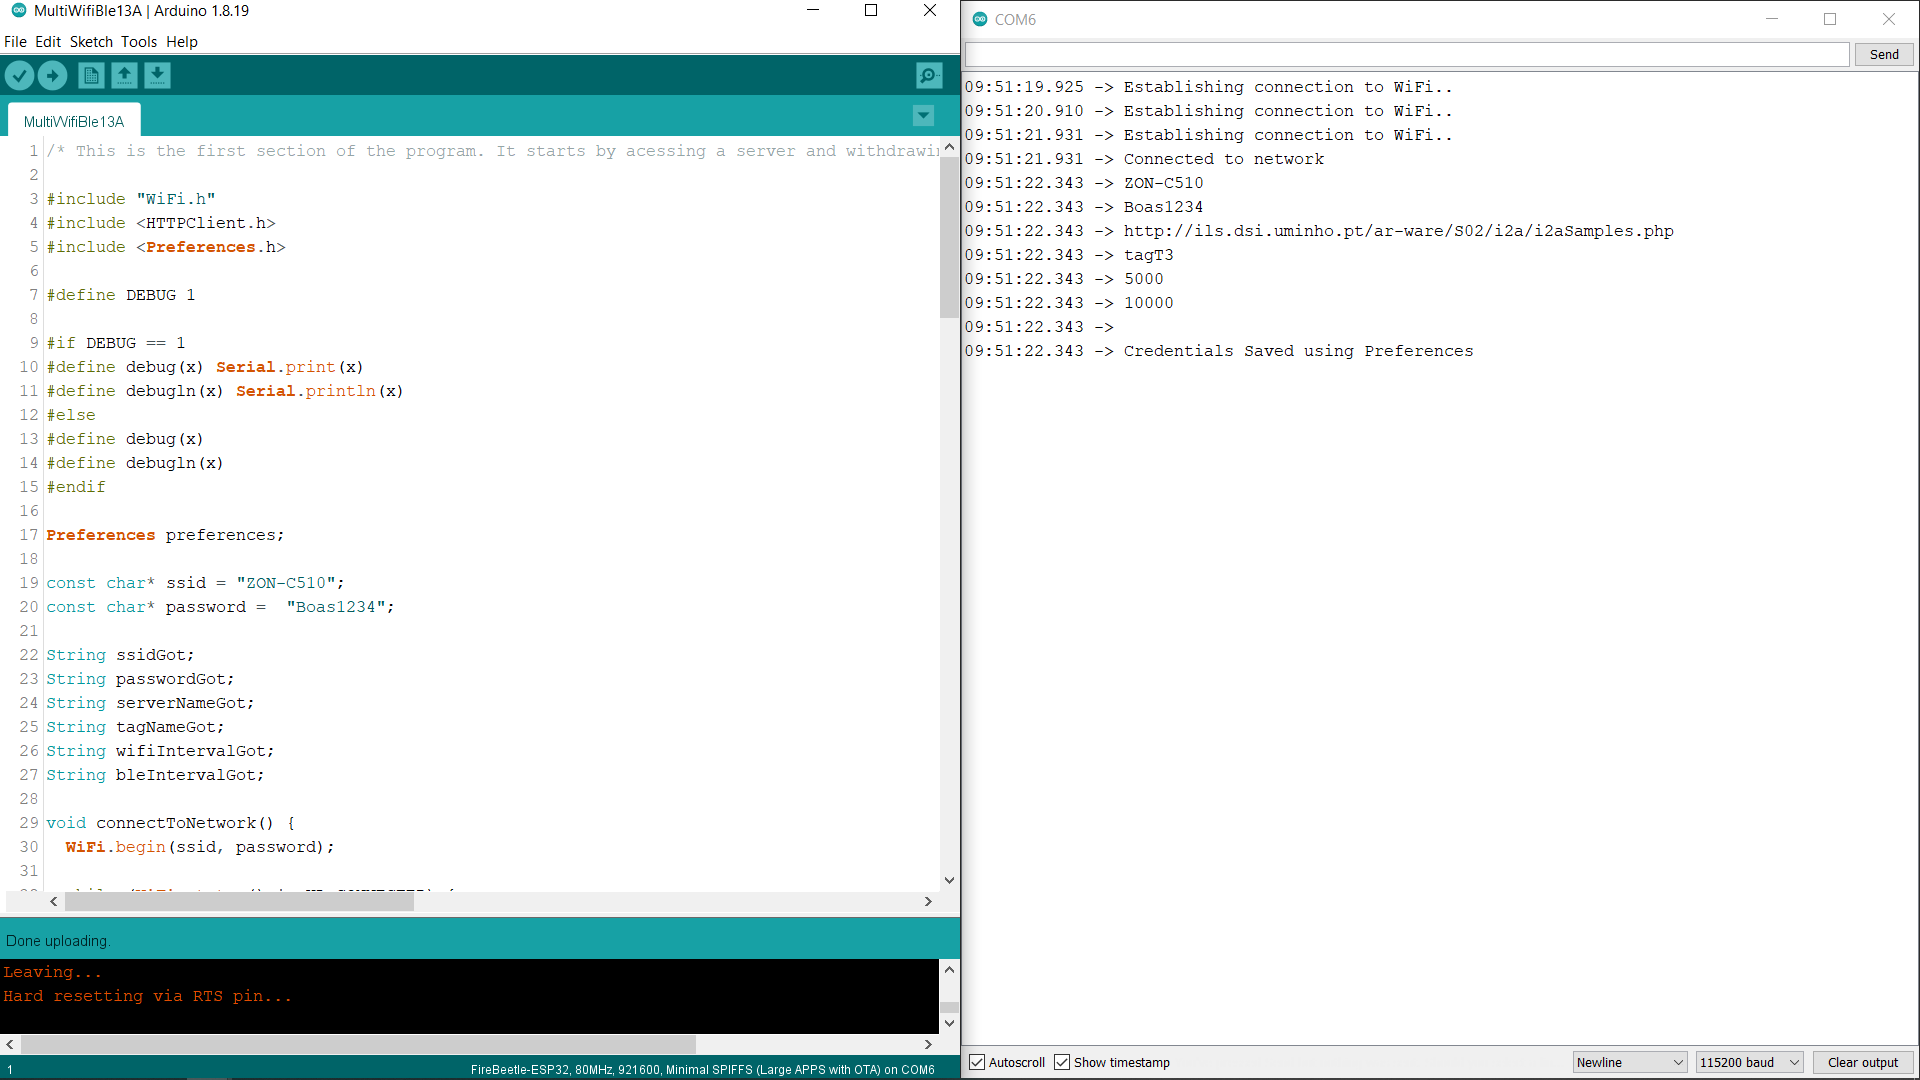 MultiWifiBle13A | Arduino 1.8.19
File Edit Sketch Tools Help
MultiWifiBle13A
1 /* This is the first section of the program. It starts by acessing a server and withdrawin
2
3 #include "WiFi.h"
4 #include <HTTPClient.h>
5 #include <Preferences.h>
6
7 #define DEBUG 1
8
9 #if DEBUG == 1
10 #define debug(x) Serial.print(x)
11 #define debugln(x) Serial.println(x)
12 #else
13 #define debug(x)
14 #define debugln(x)
15 #endif
16
17 Preferences preferences;
18
19 const char* ssid = "ZON-C510";
20 const char* password =  "Boas1234";
21
22 String ssidGot;
23 String passwordGot;
24 String serverNameGot;
25 String tagNameGot;
26 String wifiIntervalGot;
27 String bleIntervalGot;
28
29 void connectToNetwork() {
30   WiFi.begin(ssid, password);
31
Done uploading.
Leaving...
Hard resetting via RTS pin...
1 FireBeetle-ESP32, 80MHz, 921600, Minimal SPIFFS (Large APPS with OTA) on COM6
COM6
Send
09:51:19.925 -> Establishing connection to WiFi..
09:51:20.910 -> Establishing connection to WiFi..
09:51:21.931 -> Establishing connection to WiFi..
09:51:21.931 -> Connected to network
09:51:22.343 -> ZON-C510
09:51:22.343 -> Boas1234
09:51:22.343 -> http://ils.dsi.uminho.pt/ar-ware/S02/i2a/i2aSamples.php
09:51:22.343 -> tagT3
09:51:22.343 -> 5000
09:51:22.343 -> 10000
09:51:22.343 ->
09:51:22.343 -> Credentials Saved using Preferences
Autoscroll Show timestamp Newline 115200 baud Clear output